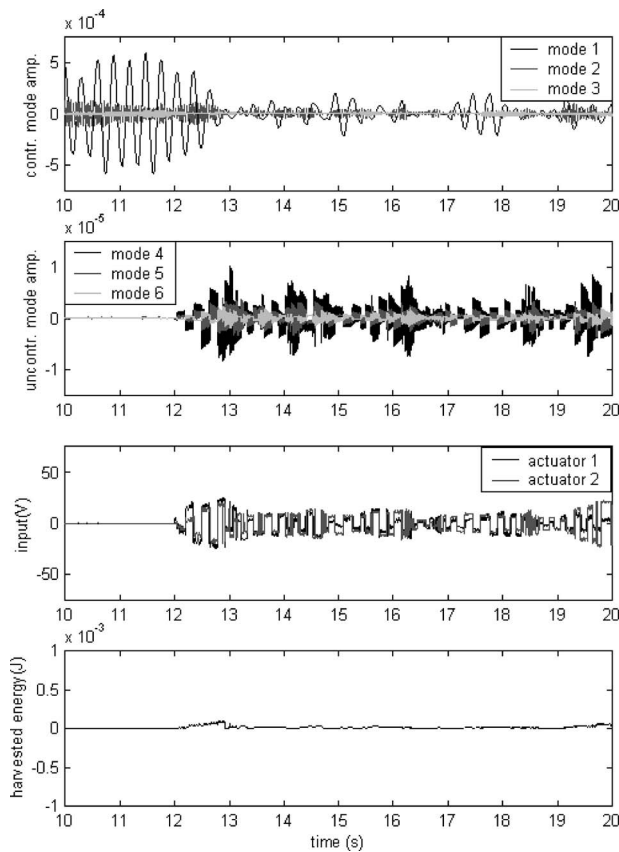 x 10-4
contr. mode amp.
5
0
-5
mode 1
mode 2
mode 3
10 11 12 13 14 15 16 17 18 19 20
x 10-5
uncontr. mode amp.
1
0
-1
mode 4
mode 5
mode 6
10 11 12 13 14 15 16 17 18 19 20
input(V)
50
0
-50
actuator 1
actuator 2
10 11 12 13 14 15 16 17 18 19 20
x 10-3
harvested energy(J)
1
0.5
0
-0.5
-1
10 11 12 13 14 15 16 17 18 19 20
time (s)